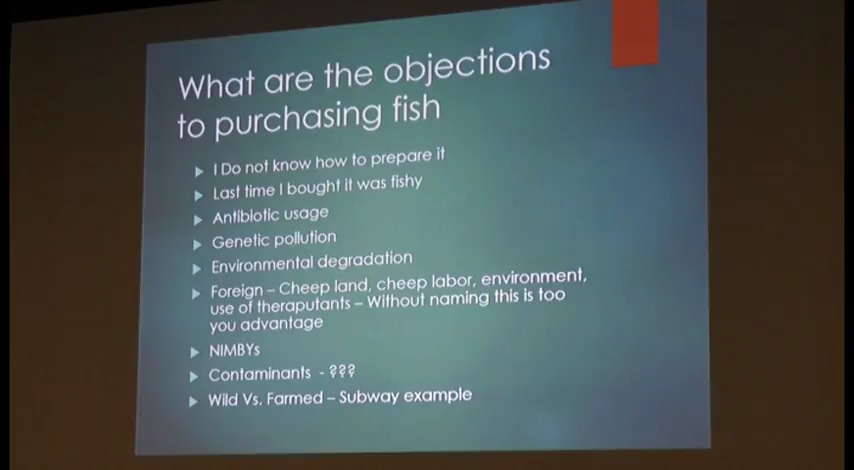 What are the objections
to purchasing fish
I Do not know how to prepare it
Last time I bought it was fishy
Antibiotic usage
Genetic pollution
Environmental degradation
Foreign – Cheep land, cheep labor, environment,
use of theraputants – Without naming this is too
you advantage
NIMBYs
Contaminants - ???
Wild Vs. Farmed – Subway example